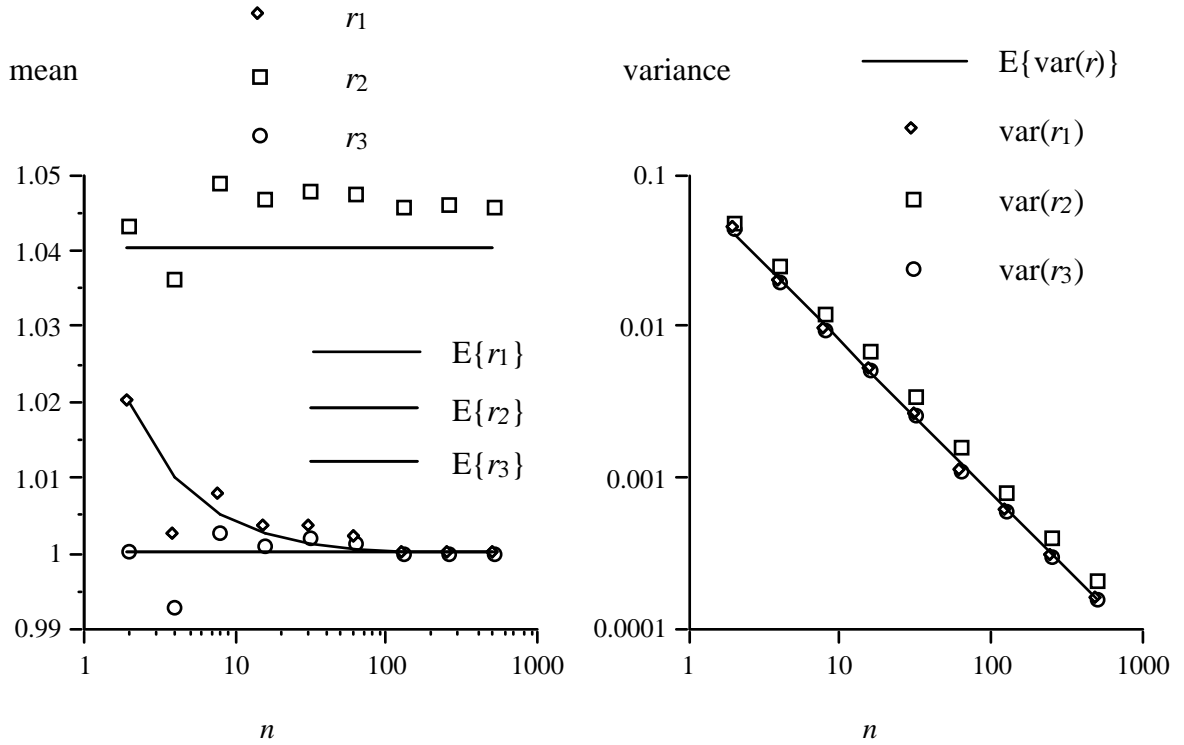 mean
r1
r2
r3
1.05
1.04
1.03
1.02
1.01
1
0.99
E{r1}
E{r2}
E{r3}
1
10
100
1000
n
variance
E{var(r)}
var(r1)
var(r2)
var(r3)
0.1
0.01
0.001
0.0001
1
10
100
1000
n